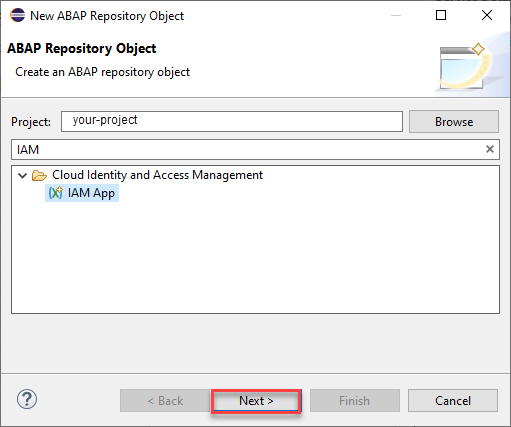 New ABAP Repository Object
ABAP Repository Object
Create an ABAP repository object
Project: your-project Browse
IAM
Cloud Identity and Access Management
IAM App
< Back Next > Finish Cancel